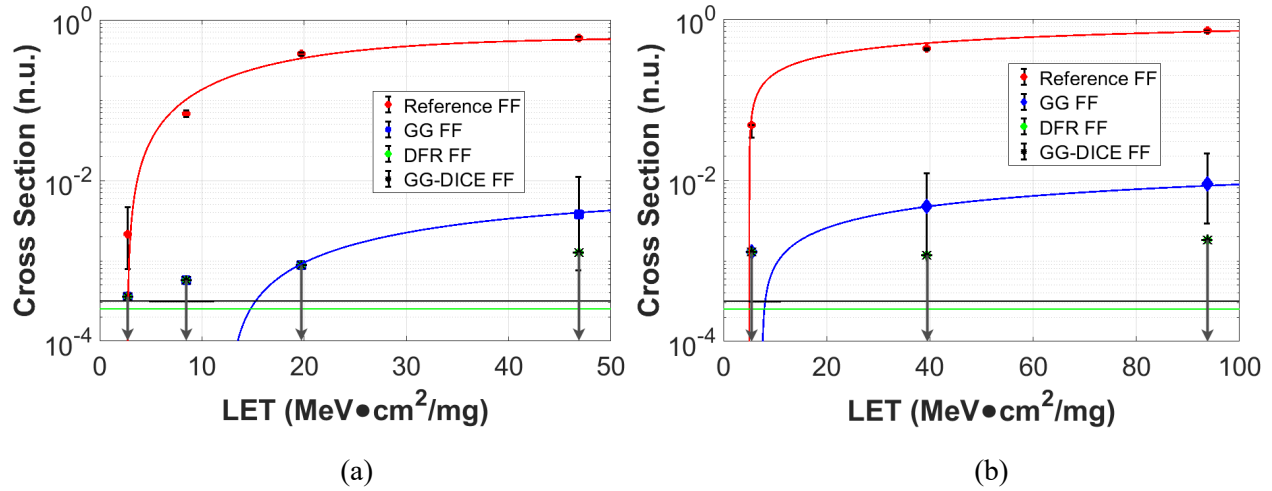 10^0
10^-2
10^-4
Cross Section (n.u.)
Reference FF
GG FF
DFR FF
GG-DICE FF
0 10 20 30 40 50
LET (MeV●cm^2/mg)
(a)
10^0
10^-2
10^-4
Cross Section (n.u.)
Reference FF
GG FF
DFR FF
GG-DICE FF
0 20 40 60 80 100
LET (MeV●cm^2/mg)
(b)